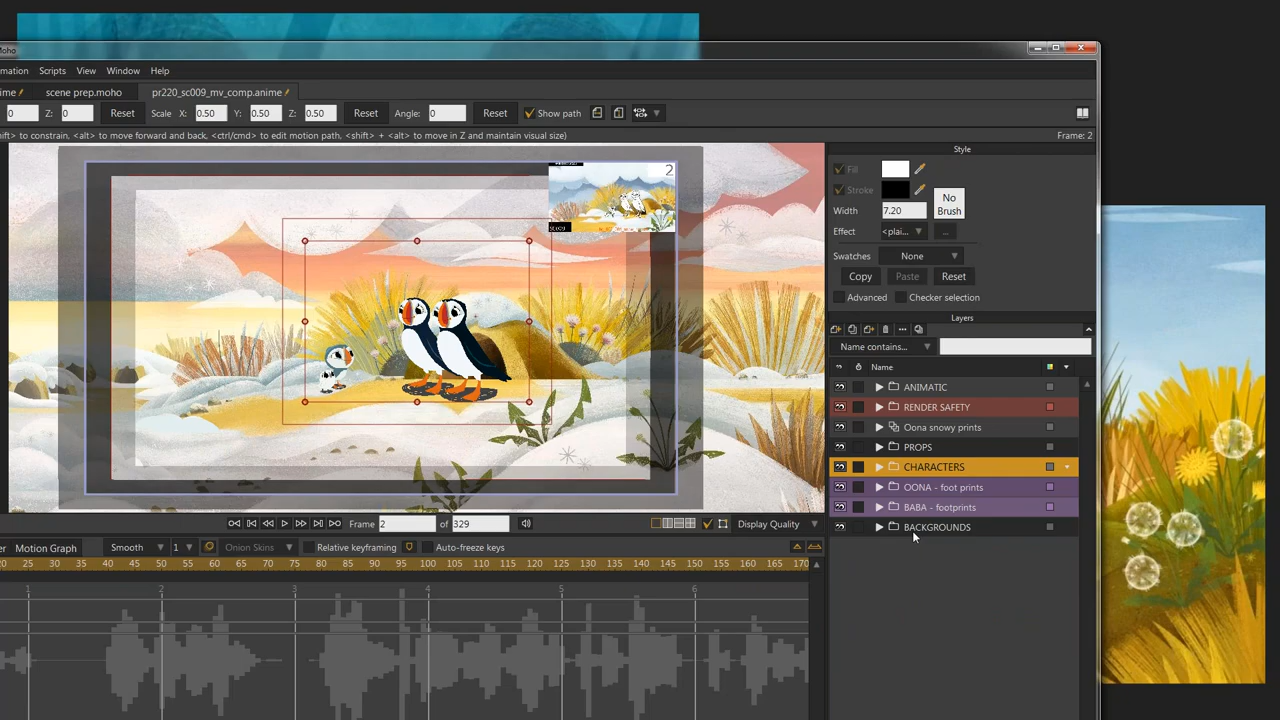 Moho
mation Scripts View Window Help
ime scene prep.moho pr220_sc009_mv_comp.anime
0 Z: 0 Reset Scale X: 0.50 Y: 0.50 Z: 0.50 Reset Angle: 0 Reset Show path
hift> to constrain, <alt> to move forward and back, <ctrl/cmd> to edit motion path, <shift> + <alt> to move in Z and maintain visual size) Frame: 2
2
Style
Fill
Stroke
Width 7.20
No
Brush
Effect <plai... ...
Swatches None
Copy Paste Reset
Advanced Checker selection
Layers
Name contains...
Name
ANIMATIC
RENDER SAFETY
Oona snowy prints
PROPS
CHARACTERS
OONA - foot prints
BABA - footprints
BACKGROUNDS
Frame 2 of 329 Display Quality
er Motion Graph Smooth 1 Onion Skins Relative keyframing Auto-freeze keys
20 25 30 35 40 45 50 55 60 65 70 75 80 85 90 95 100 105 110 115 120 125 130 135 140 145 150 155 160 165 170
1 2 3 4 5 6